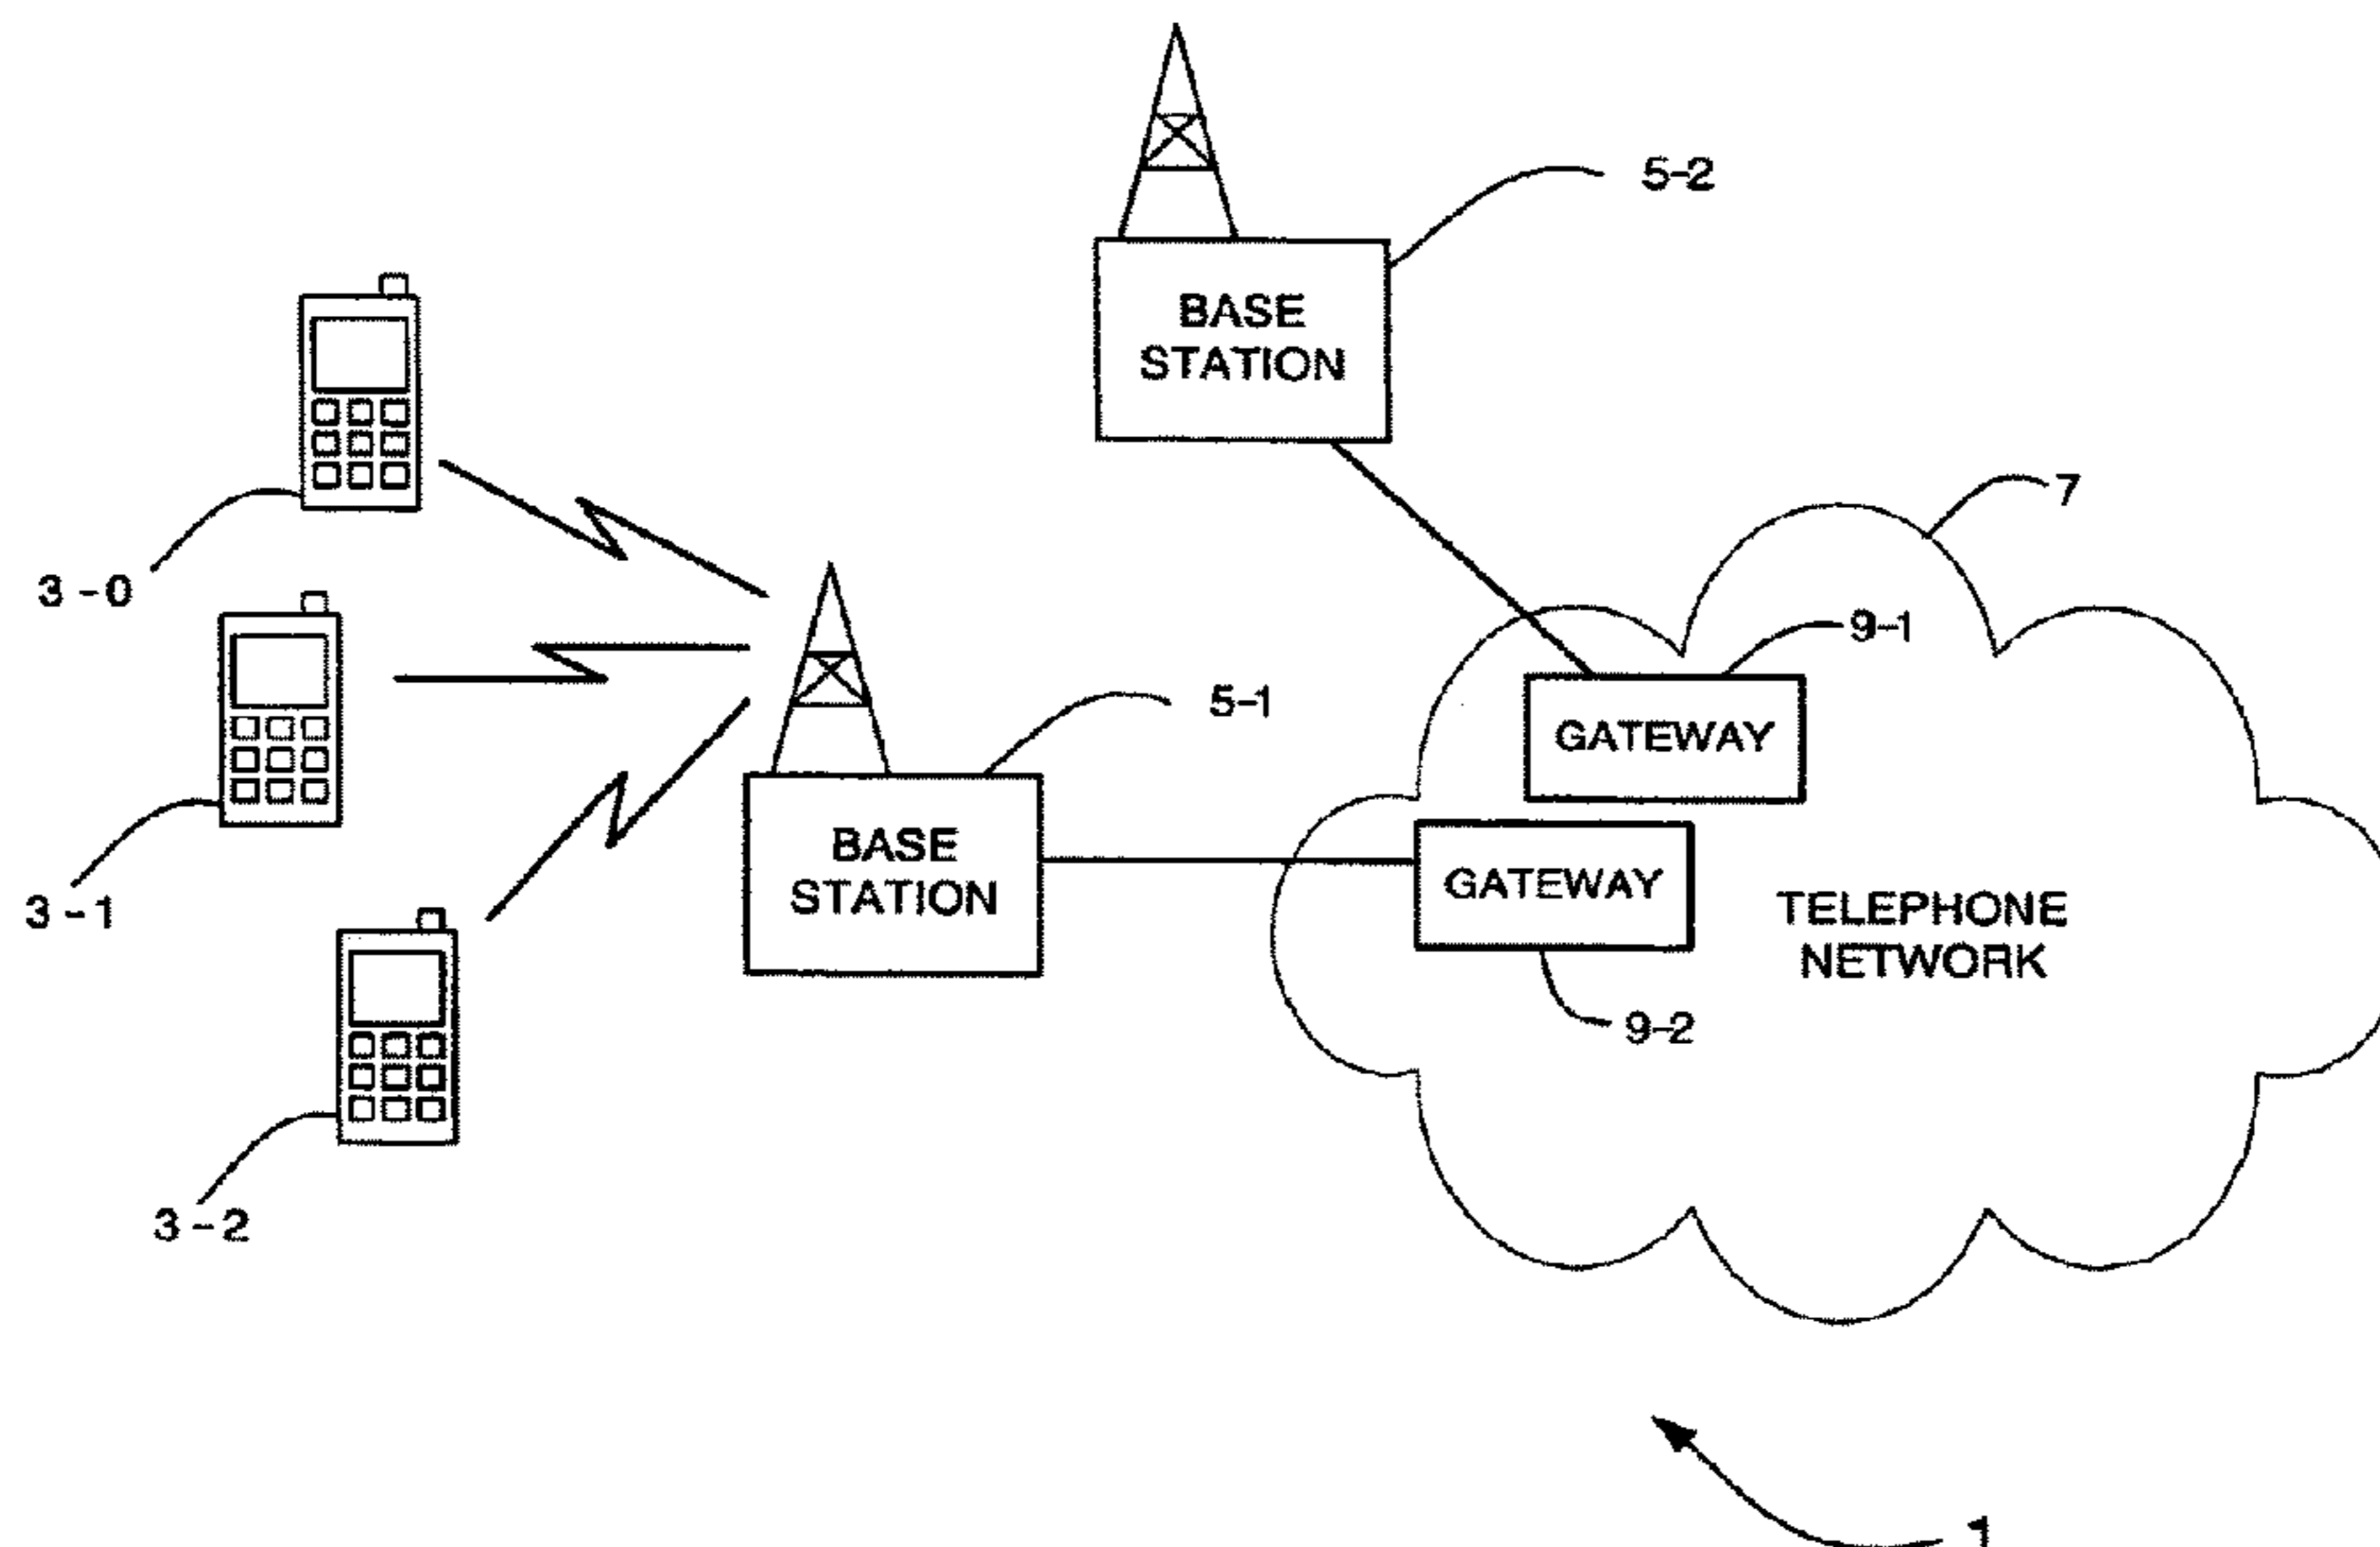 5-2
BASE
STATION
7
3-0
9-1
5-1
GATEWAY
BASE
STATION
GATEWAY
TELEPHONE
NETWORK
3-1
9-2
3-2
1